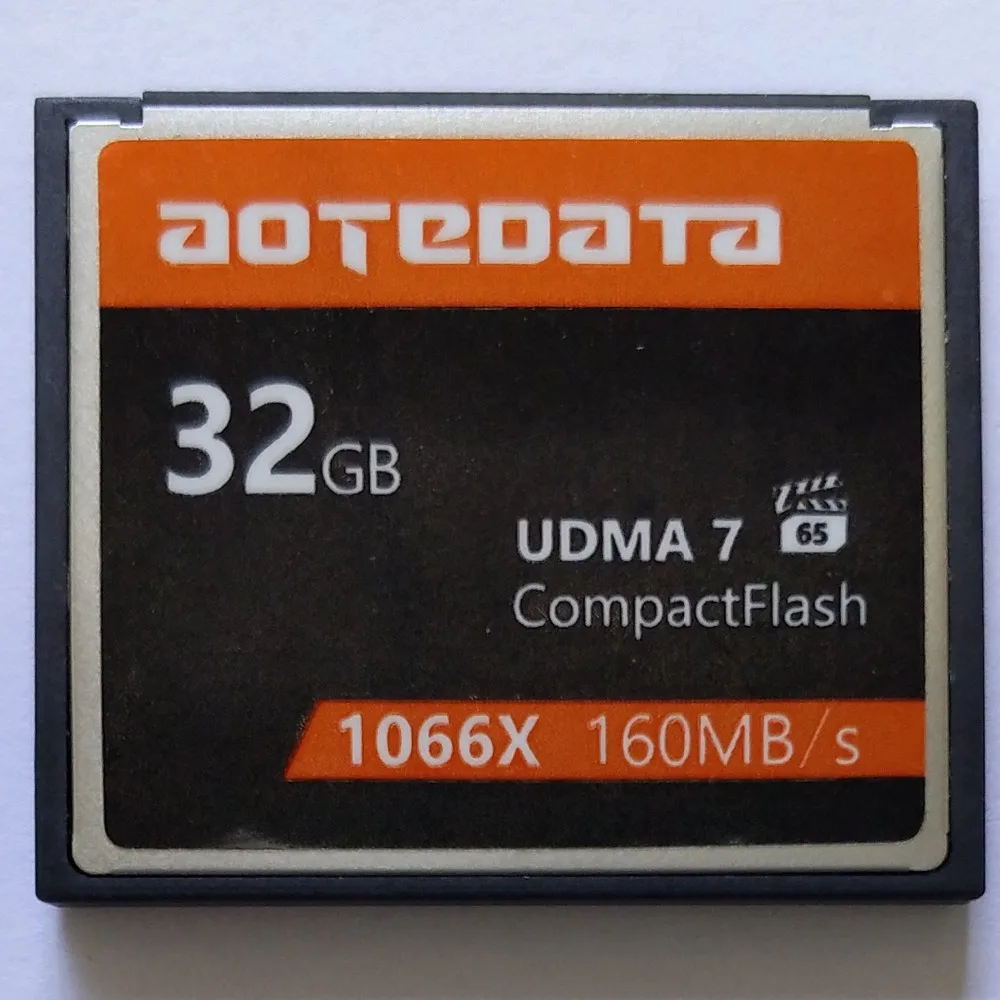 AOTEDATA
32GB
UDMA 7 65
CompactFlash
1066X 160MB/s